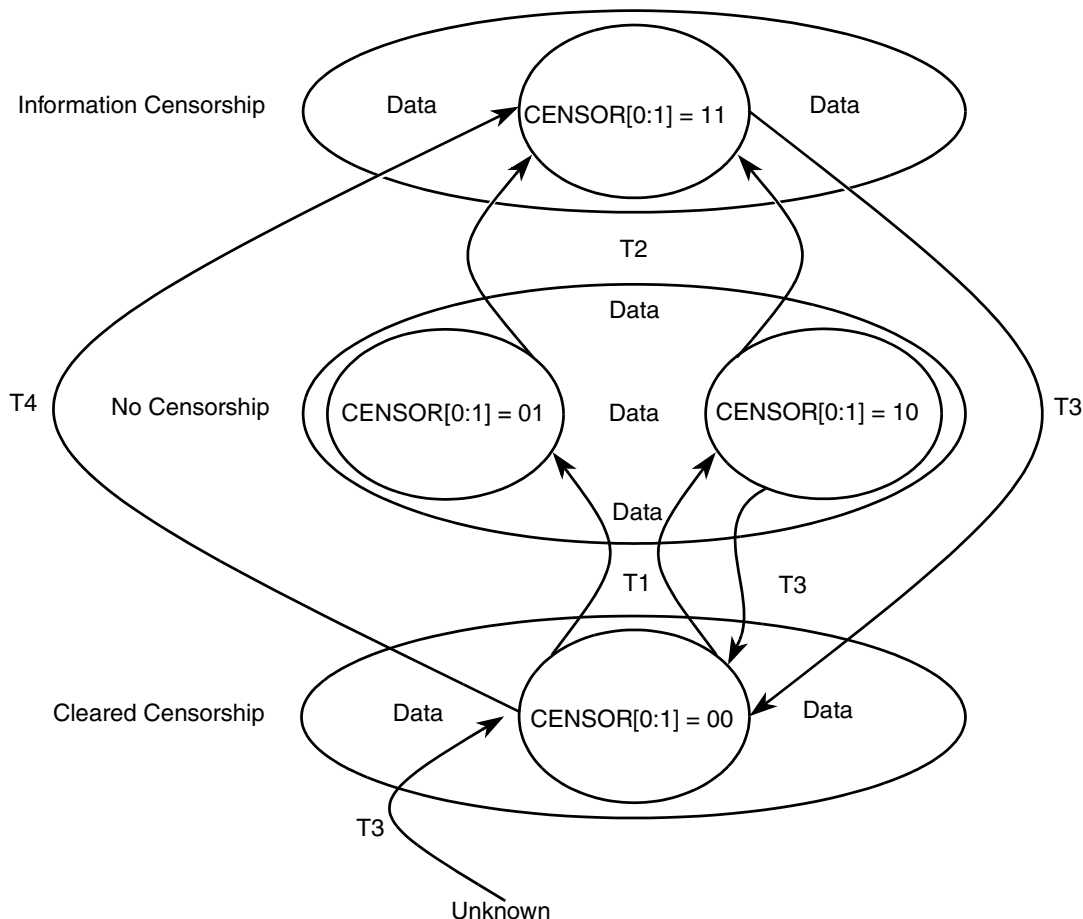 Information Censorship
Data
CENSOR[0:1] = 11
Data
T2
Data
T4
No Censorship
CENSOR[0:1] = 01
Data
CENSOR[0:1] = 10
T3
Data
T1
T3
Cleared Censorship
Data
CENSOR[0:1] = 00
Data
T3
Unknown